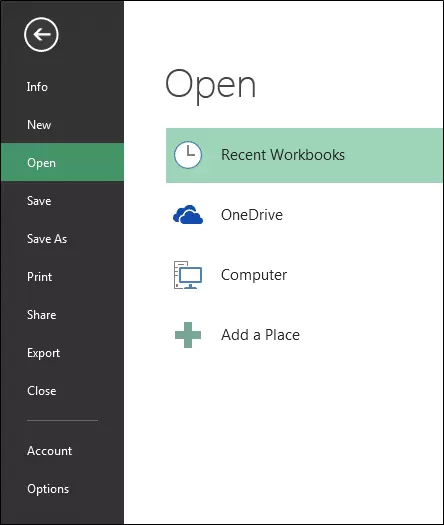 Info
New
Open
Save
Save As
Print
Share
Export
Close
Account
Options
Open
Recent Workbooks
OneDrive
Computer
Add a Place